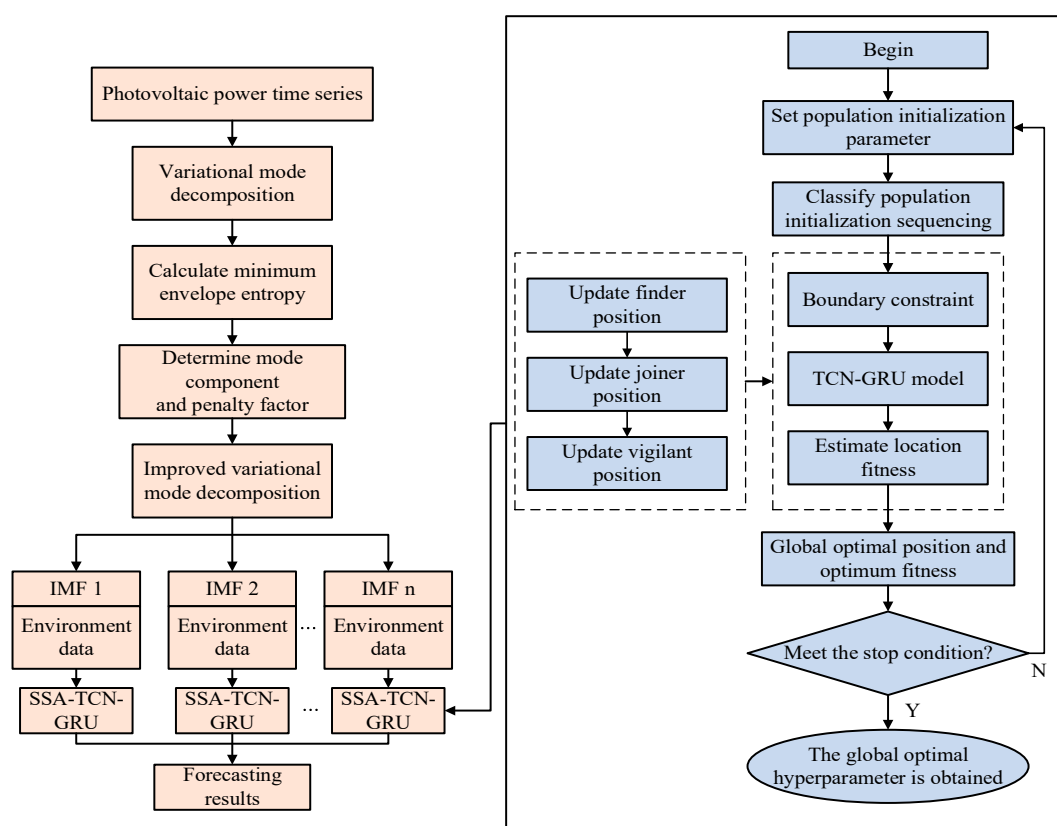 Photovoltaic power time series
Variational mode
decomposition
Calculate minimum
envelope entropy
Determine mode
component
and penalty factor
Improved variational
mode decomposition
IMF 1
IMF 2
IMF n
Environment
data
Environment
data
...
Environment
data
SSA-TCN-
GRU
SSA-TCN-
GRU
...
SSA-TCN-
GRU
Forecasting
results
Begin
Set population initialization
parameter
Classify population
initialization sequencing
Update finder
position
Update joiner
position
Update vigilant
position
Boundary constraint
TCN-GRU model
Estimate location
fitness
Global optimal position and
optimum fitness
Meet the stop condition?
N
Y
The global optimal
hyperparameter is obtained